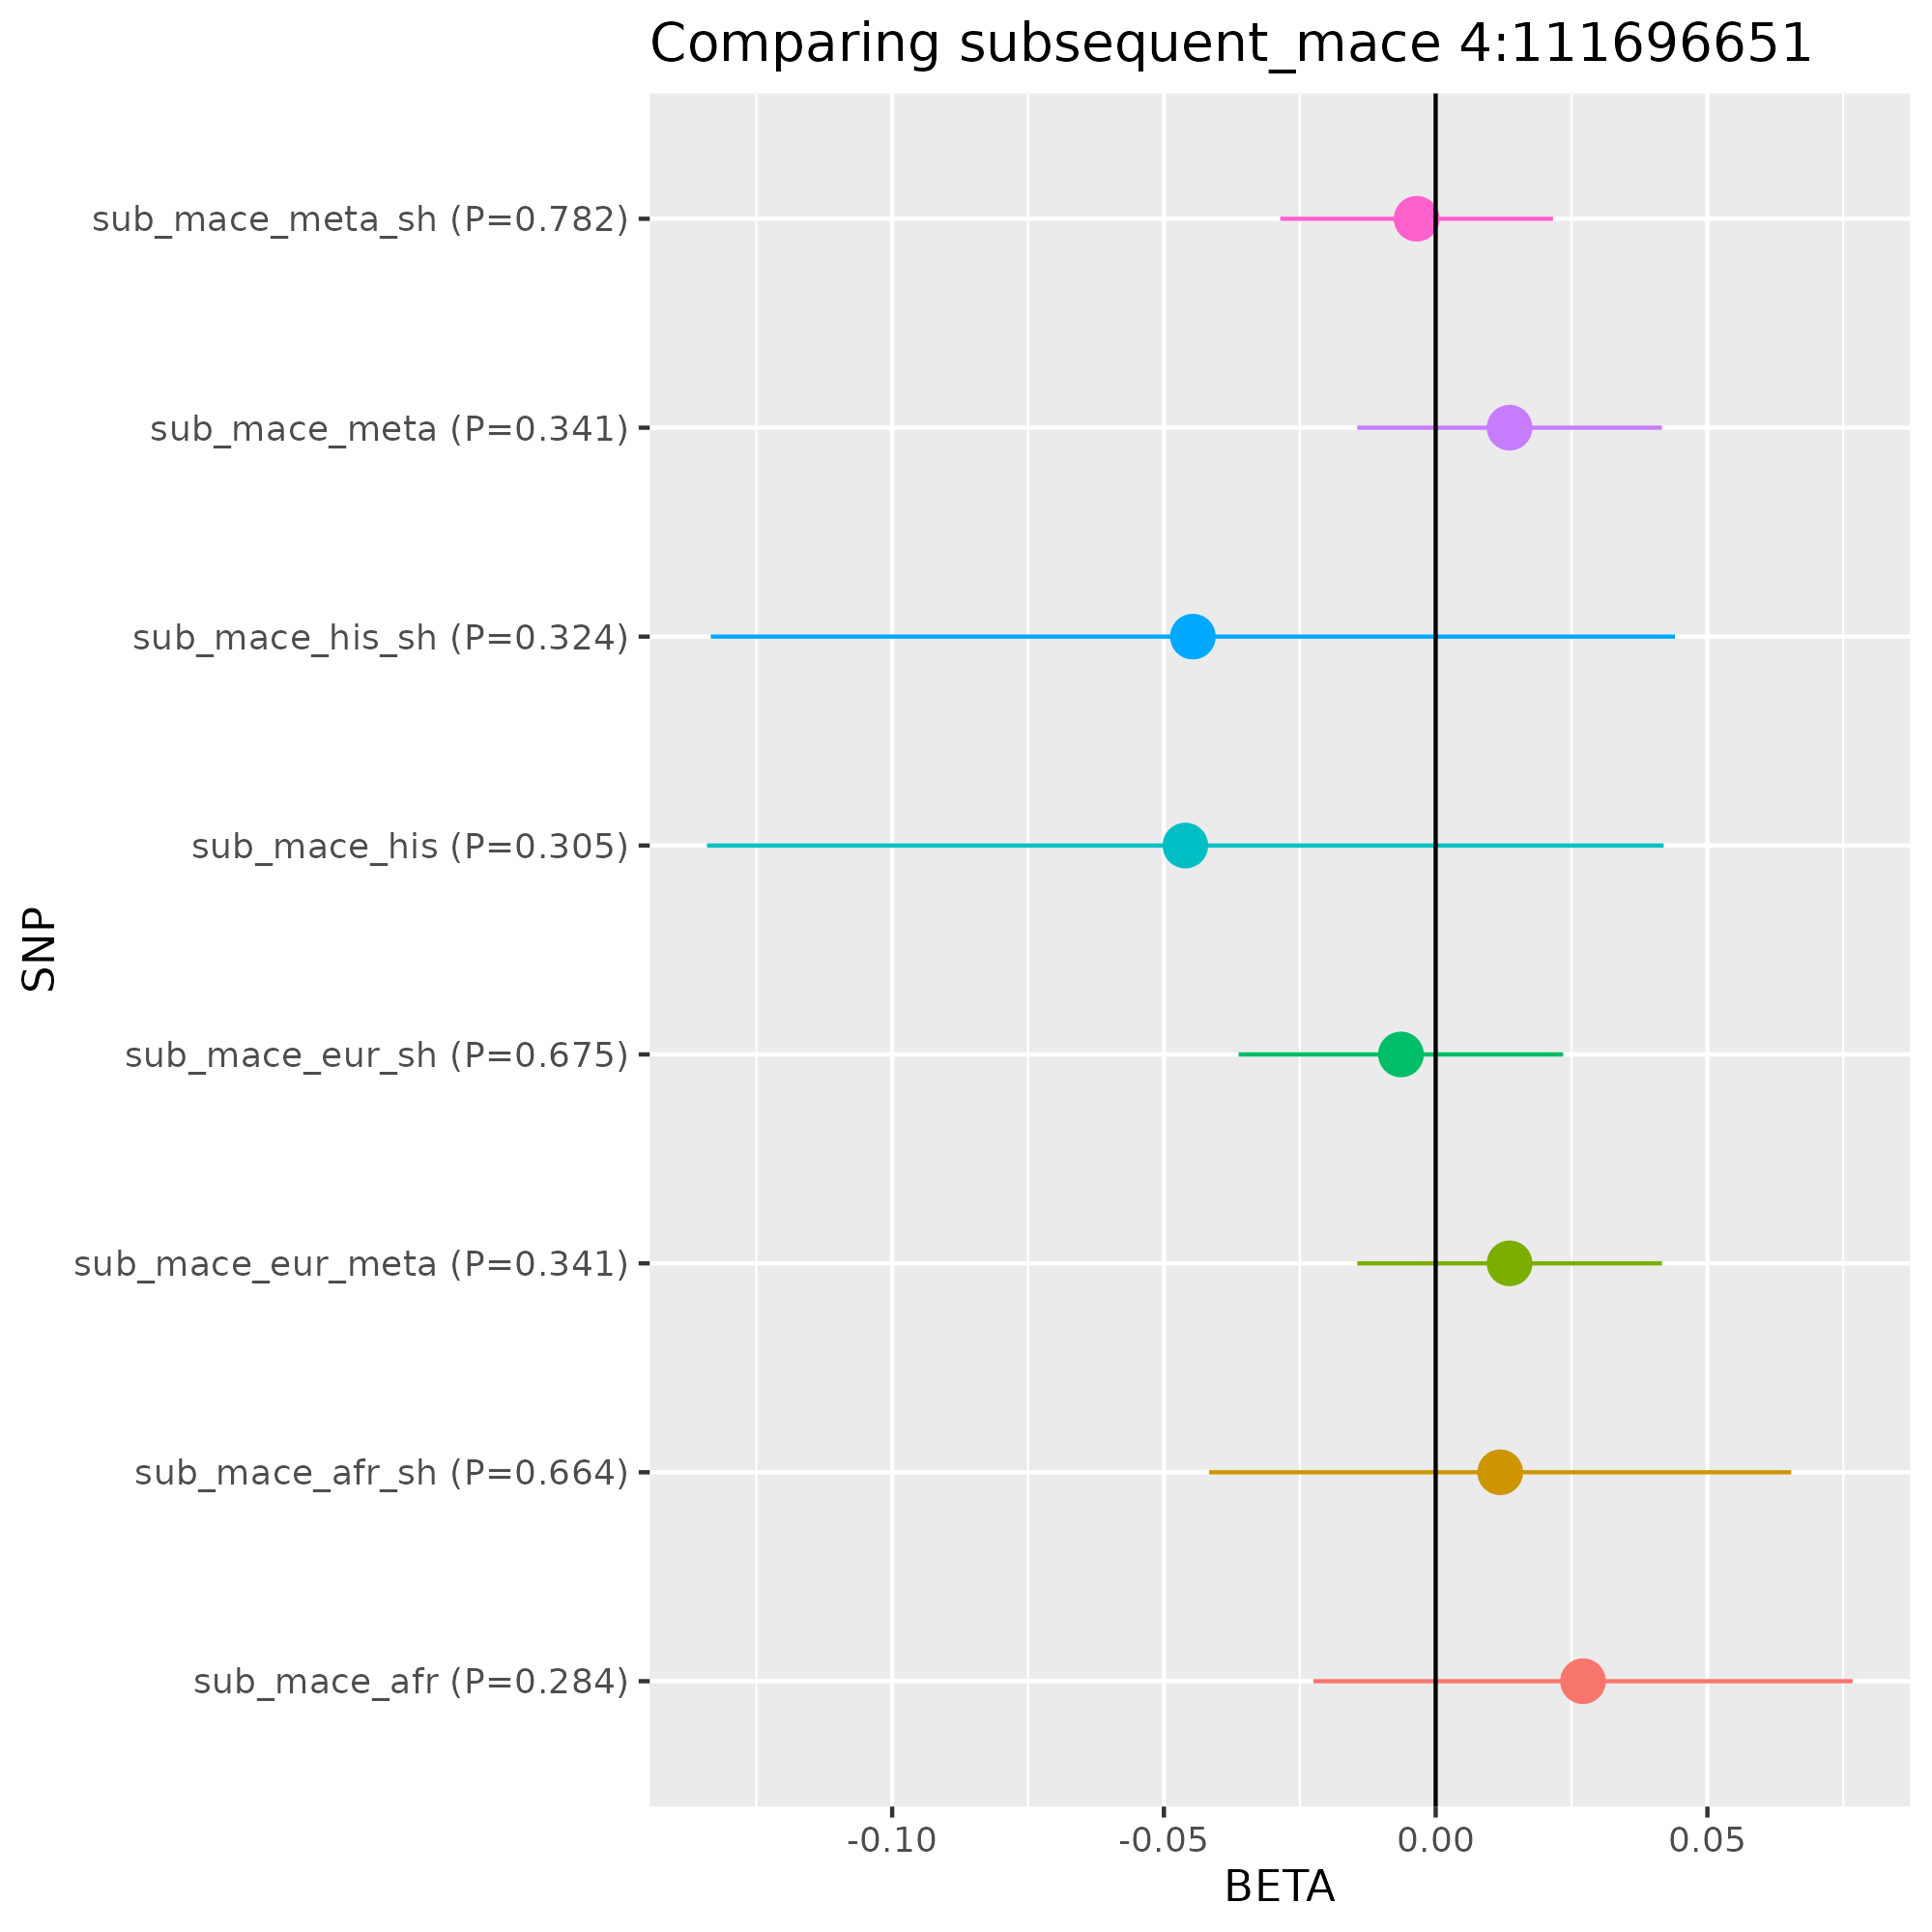 Comparing subsequent_mace 4:111696651
sub_mace_meta_sh (P=0.782)
sub_mace_meta (P=0.341)
sub_mace_his_sh (P=0.324)
sub_mace_his (P=0.305)
SNP
sub_mace_eur_sh (P=0.675)
sub_mace_eur_meta (P=0.341)
sub_mace_afr_sh (P=0.664)
sub_mace_afr (P=0.284)
-0.10 -0.05 0.00 0.05
BETA